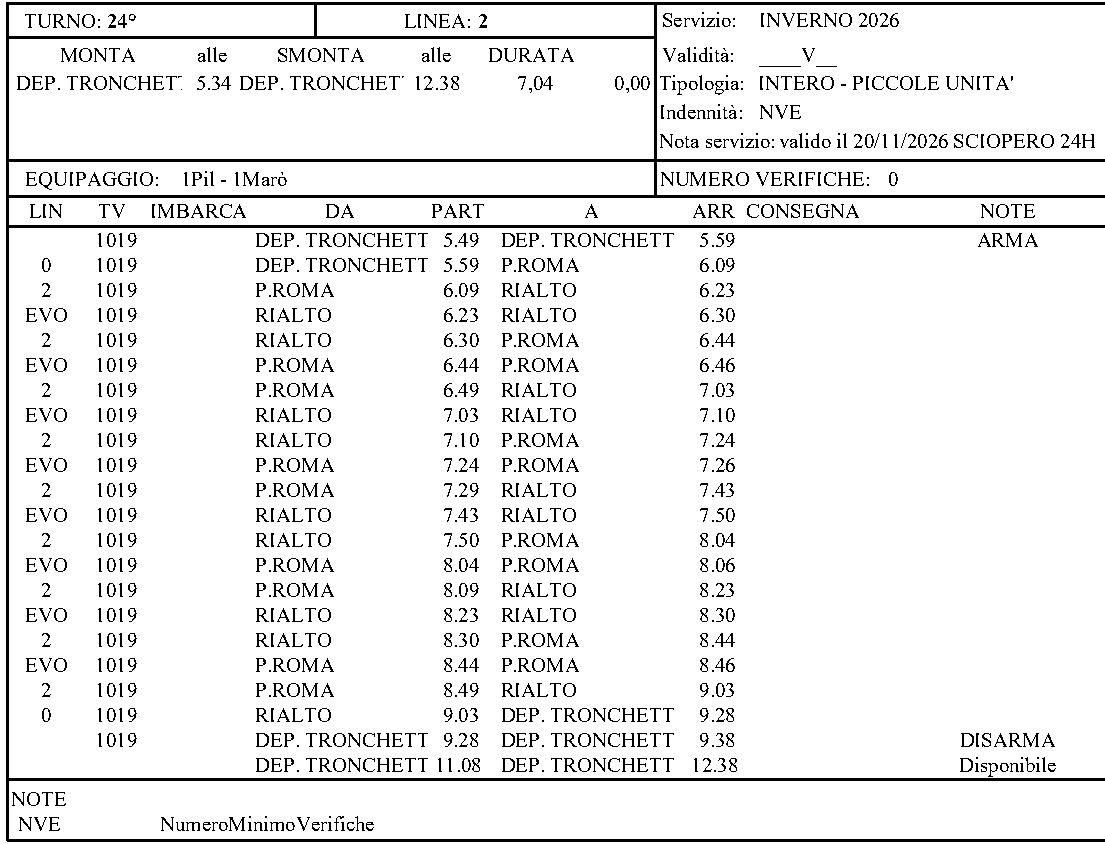 TURNO: 24° LINEA: 2 Servizio: INVERNO 2026
MONTA alle SMONTA alle DURATA Validità: ____V__
DEP. TRONCHETT 5.34 DEP. TRONCHET 12.38 7,04 0,00 Tipologia: INTERO - PICCOLE UNITA'
Indennità: NVE
Nota servizio: valido il 20/11/2026 SCIOPERO 24H
EQUIPAGGIO: 1Pil - 1Marò NUMERO VERIFICHE: 0
LIN TV IMBARCA DA PART A ARR CONSEGNA NOTE
1019 DEP. TRONCHETT 5.49 DEP. TRONCHETT 5.59 ARMA
0 1019 DEP. TRONCHETT 5.59 P.ROMA 6.09
2 1019 P.ROMA 6.09 RIALTO 6.23
EVO 1019 RIALTO 6.23 RIALTO 6.30
2 1019 RIALTO 6.30 P.ROMA 6.44
EVO 1019 P.ROMA 6.44 P.ROMA 6.46
2 1019 P.ROMA 6.49 RIALTO 7.03
EVO 1019 RIALTO 7.03 RIALTO 7.10
2 1019 RIALTO 7.10 P.ROMA 7.24
EVO 1019 P.ROMA 7.24 P.ROMA 7.26
2 1019 P.ROMA 7.29 RIALTO 7.43
EVO 1019 RIALTO 7.43 RIALTO 7.50
2 1019 RIALTO 7.50 P.ROMA 8.04
EVO 1019 P.ROMA 8.04 P.ROMA 8.06
2 1019 P.ROMA 8.09 RIALTO 8.23
EVO 1019 RIALTO 8.23 RIALTO 8.30
2 1019 RIALTO 8.30 P.ROMA 8.44
EVO 1019 P.ROMA 8.44 P.ROMA 8.46
2 1019 P.ROMA 8.49 RIALTO 9.03
0 1019 RIALTO 9.03 DEP. TRONCHETT 9.28
1019 DEP. TRONCHETT 9.28 DEP. TRONCHETT 9.38 DISARMA
DEP. TRONCHETT 11.08 DEP. TRONCHETT 12.38 Disponibile
NOTE
NVE NumeroMinimoVerifiche